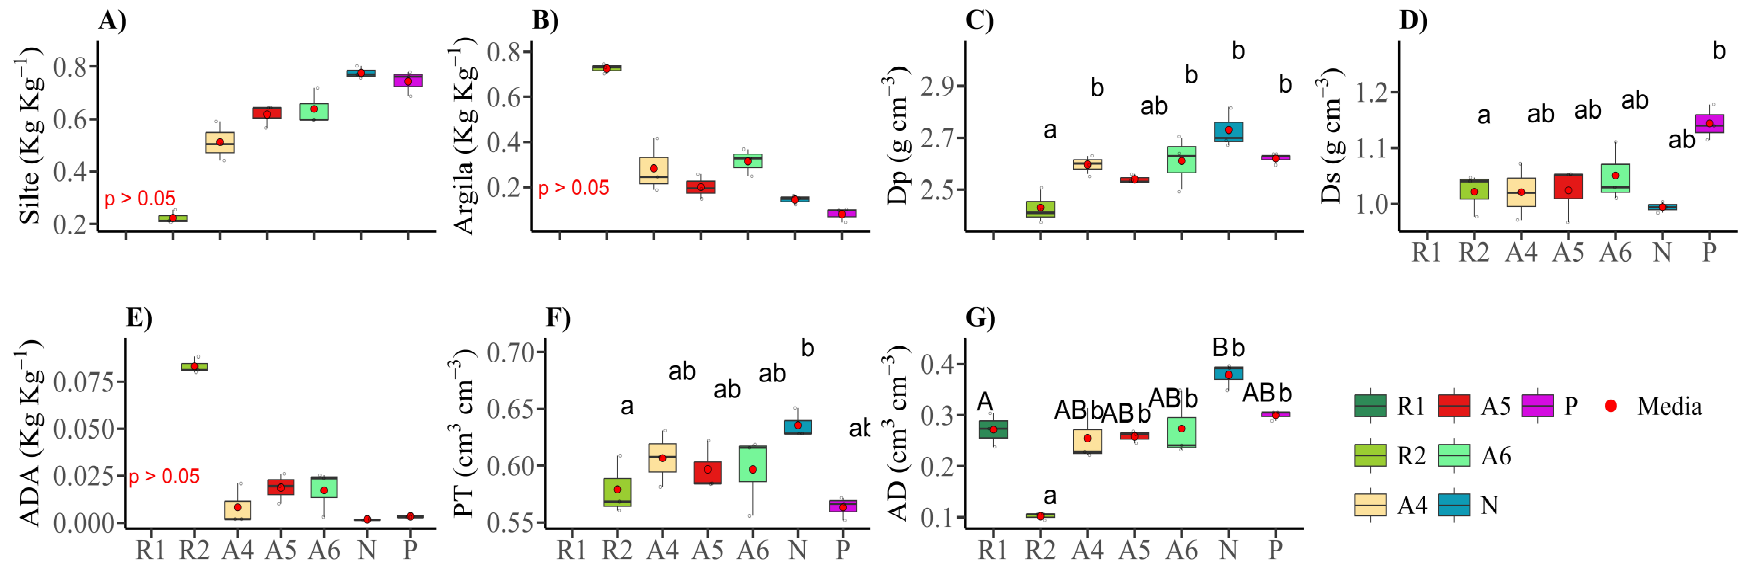 A)
Silte (Kg Kg⁻¹)
0.8
0.6
0.4
0.2
p > 0.05
B)
Argila (Kg Kg⁻¹)
0.8
0.6
0.4
0.2
p > 0.05
C)
Dp (g cm⁻³)
2.9
2.7
2.5
a
b
ab
b
b
b
D)
Ds (g cm⁻³)
1.2
1.1
1.0
a
ab
ab
ab
ab
b
R1 R2 A4 A5 A6 N P
E)
ADA (Kg Kg⁻¹)
0.075
0.050
0.025
0.000
p > 0.05
R1 R2 A4 A5 A6 N P
F)
PT (cm³ cm⁻³)
0.70
0.65
0.60
0.55
a
ab
ab
ab
b
ab
R1 R2 A4 A5 A6 N P
G)
AD (cm³ cm⁻³)
0.4
0.3
0.2
0.1
A
a
ABb
ABb
ABb
Bb
ABb
R1 R2 A4 A5 A6 N P
R1 A5 P Media
R2 A6
A4 N